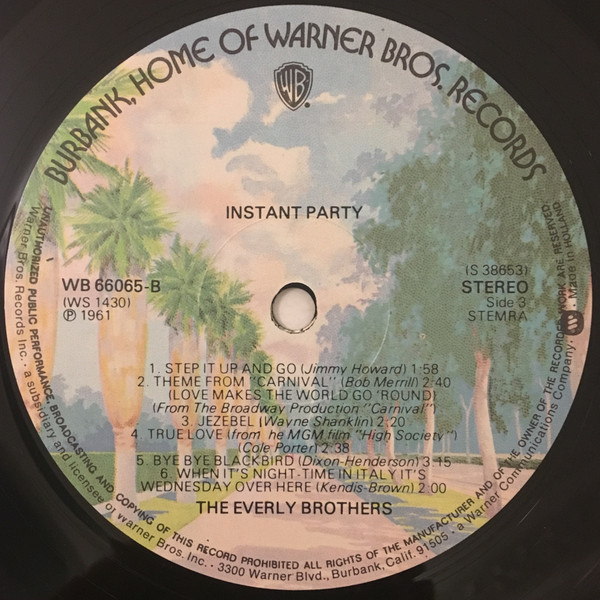 BURBANK, HOME OF WARNER BROS. RECORDS
WB
INSTANT PARTY
WB 66065-B
(WS 1430)
℗ 1961
(S 38653)
STEREO
Side 3
STEMRA
1. STEP IT UP AND GO (Jimmy Howard) 1:58
2. THEME FROM "CARNIVAL" (Bob Merrill) 2:40
(LOVE MAKES THE WORLD GO 'ROUND)
(From The Broadway Production "Carnival")
3. JEZEBEL (Wayne Shanklin) 2:20
4. TRUE LOVE (from he MGM film "High Society")
(Cole Porter) 2:38
5. BYE BYE BLACKBIRD (Dixon-Henderson) 3:15
6. WHEN IT'S NIGHT-TIME IN ITALY IT'S
WEDNESDAY OVER HERE (Kendis-Brown) 2:00
THE EVERLY BROTHERS
UNAUTHORIZED PUBLIC PERFORMANCE, BROADCASTING AND COPYING OF THIS RECORD PROHIBITED ALL RIGHTS OF THE MANUFACTURER AND OF THE OWNER OF THE RECORDED WORK ARE RESERVED
Warner Bros. Records Inc. · a subsidiary and licensee of Warner Bros. Inc. · 3300 Warner Blvd., Burbank, Calif. 91505 · a Warner Communications Company · Made in Holland